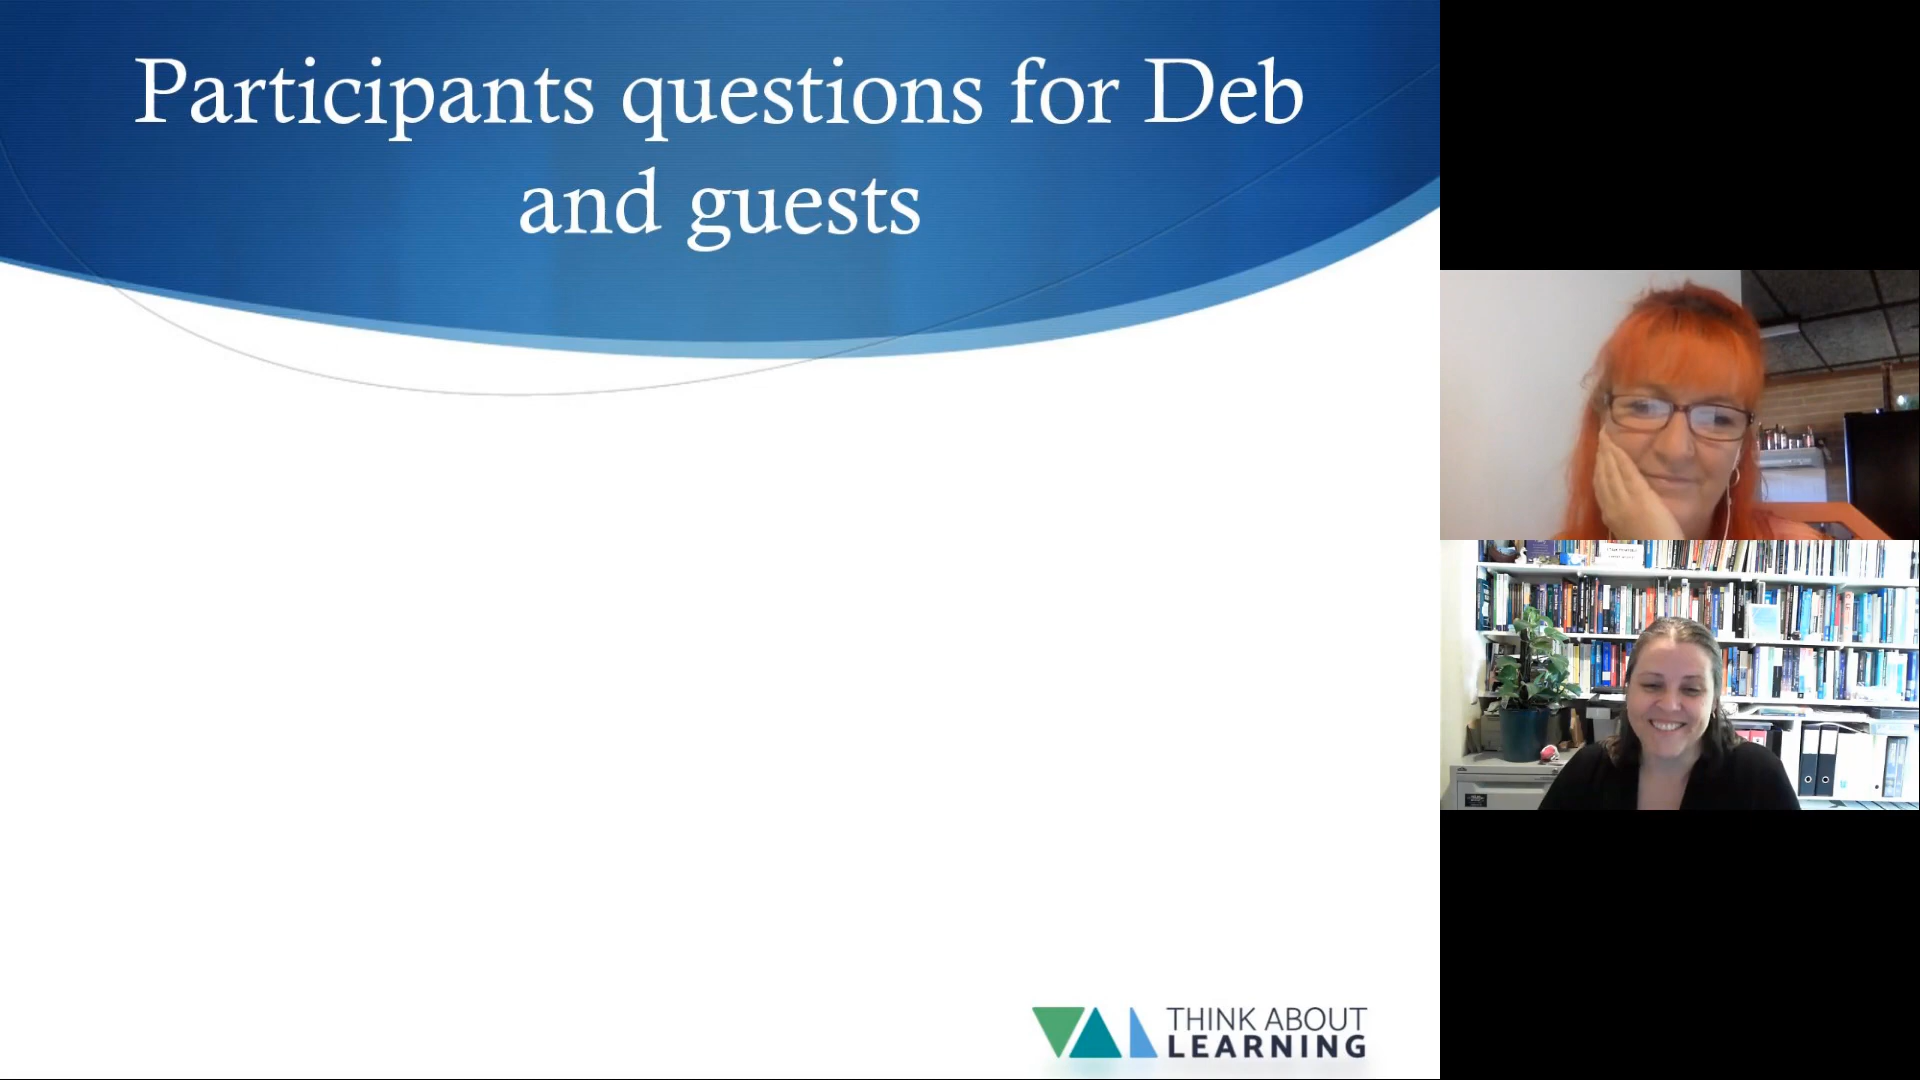 Participants questions for Deb
and guests
THINK ABOUT
LEARNING